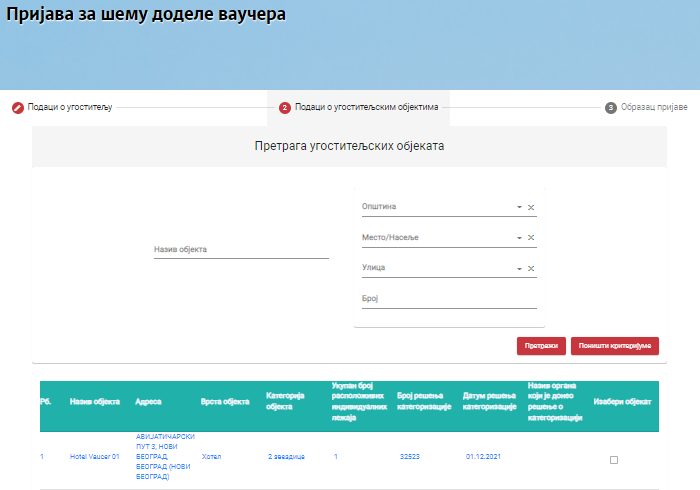 Пријава за шему доделе ваучера
Подаци о угоститељу
2 Подаци о угоститељским објектима
3 Образац пријаве
Претрага угоститељских објеката
Назив објекта
Општина
Место/Насеље
Улица
Број
Претражи
Поништи критеријуме
Рб.
Назив објекта
Адреса
Врста објекта
Категорија
објекта
Укупан број
расположивих
индивидуалних
лежаја
Број решења
категоризације
Датум решења
категоризације
Назив органа
који је донео
решење о
категоризацији
Изабери објекат
1
Hotel Vaucer 01
АВИЈАТИЧАРСКИ
ПУТ 3, НОВИ
БЕОГРАД,
БЕОГРАД (НОВИ
БЕОГРАД)
Хотел
2 звездице
1
32523
01.12.2021